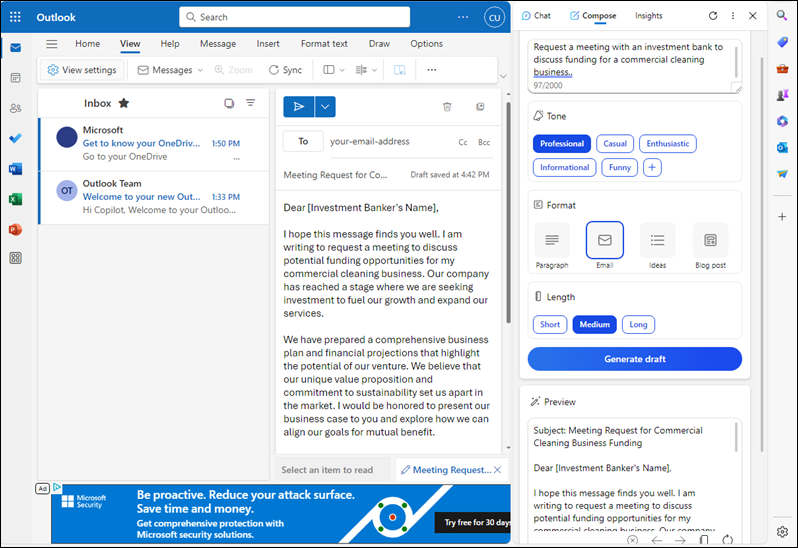 Outlook
Search
CU
Home View Help Message Insert Format text Draw Options
View settings Messages Zoom Sync
Inbox
Microsoft
Get to know your OneDriv... 1:50 PM
Go to your OneDrive ...
OT
Outlook Team
Welcome to your new Out... 1:33 PM
Hi Copilot, Welcome to your Outloo...
To your-email-address Cc Bcc
Meeting Request for Co... Draft saved at 4:42 PM
Dear [Investment Banker's Name],
I hope this message finds you well. I am
writing to request a meeting to discuss
potential funding opportunities for my
commercial cleaning business. Our company
has reached a stage where we are seeking
investment to fuel our growth and expand our
services.
We have prepared a comprehensive business
plan and financial projections that highlight
the potential of our venture. We believe that
our unique value proposition and
commitment to sustainability set us apart in
the market. I would be honored to present our
business case to you and explore how we can
align our goals for mutual benefit.
Select an item to read Meeting Request...
Ad
Microsoft
Security
Be proactive. Reduce your attack surface.
Save time and money.
Get comprehensive protection with
Microsoft security solutions.
Try free for 30 days
Chat Compose Insights
Request a meeting with an investment bank to
discuss funding for a commercial cleaning
business..
97/2000
Tone
Professional Casual Enthusiastic
Informational Funny +
Format
Paragraph Email Ideas Blog post
Length
Short Medium Long
Generate draft
Preview
Subject: Meeting Request for Commercial
Cleaning Business Funding
Dear [Investment Banker's Name],
I hope this message finds you well. I am
writing to request a meeting to discuss
potential funding opportunities for my
commercial cleaning business. Our company